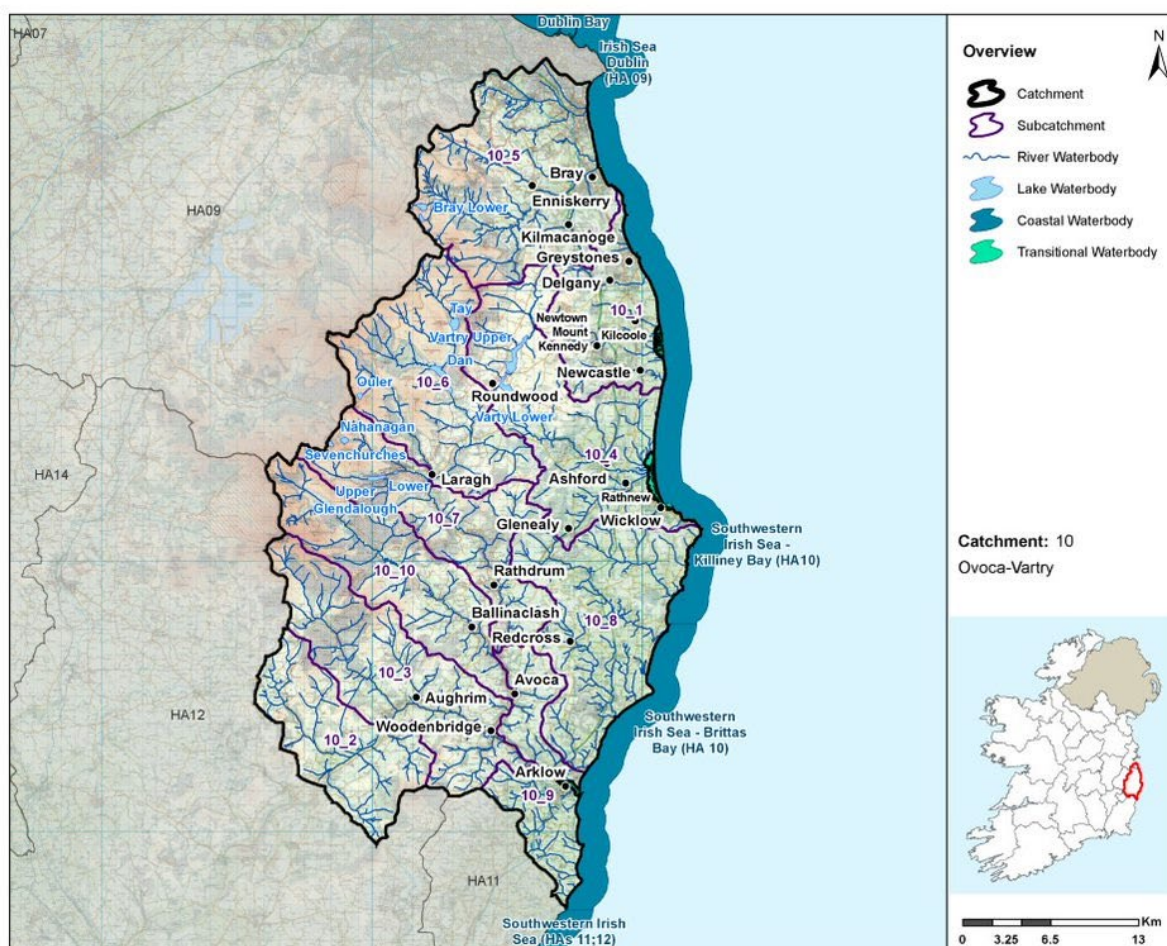 Dublin Bay
HA07
Irish Sea
Dublin
(HA 09)
10_5
Bray
Enniskerry
HA09
Bray Lower
Kilmacanoge
Greystones
Delgany
Tay
10_1
Newtown
Mount
Kennedy
Kilcoole
Vartry Upper
Dan
Newcastle
10_6
Ouler
Roundwood
Varty Lower
Nahanagan
Sevenchurches
10_4
HA14
Laragh
Ashford
Lower
Upper
Glendalough
Rathnew
10_7
Glenealy
Wicklow
Southwestern
Irish Sea -
Killiney Bay (HA10)
10_10
Rathdrum
Ballinaclash
10_8
Redcross
10_3
Avoca
Aughrim
HA12
Woodenbridge
Southwestern
Irish Sea - Brittas
Bay (HA 10)
10_2
Arklow
10_9
HA11
Southwestern Irish
Sea (HAs 11;12)
Overview
N
Catchment
Subcatchment
River Waterbody
Lake Waterbody
Coastal Waterbody
Transitional Waterbody
Catchment: 10
Ovoca-Vartry
Km
0 3.25 6.5 13